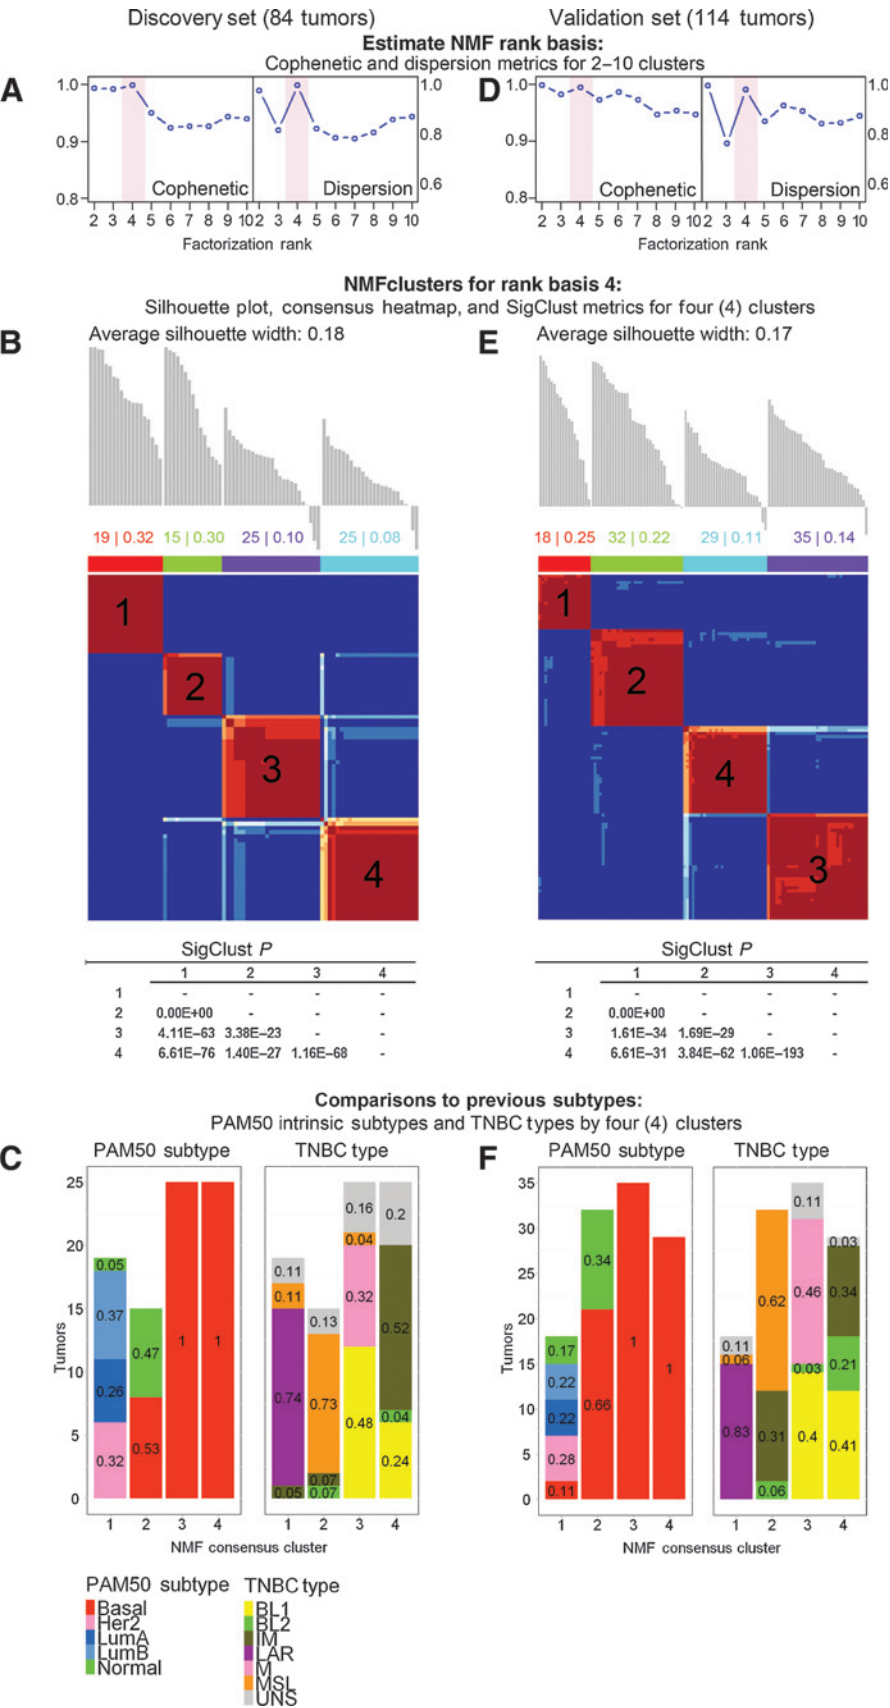 Discovery set (84 tumors) Validation set (114 tumors)
Estimate NMF rank basis:
Cophenetic and dispersion metrics for 2–10 clusters
A
1.0
0.9
0.8
Cophenetic
Dispersion
1.0
0.8
0.6
2 3 4 5 6 7 8 9 10 2 3 4 5 6 7 8 9 10
Factorization rank
D
1.0
0.9
0.8
Cophenetic
Dispersion
1.0
0.8
0.6
2 3 4 5 6 7 8 9 10 2 3 4 5 6 7 8 9 10
Factorization rank
NMFclusters for rank basis 4:
Silhouette plot, consensus heatmap, and SigClust metrics for four (4) clusters
B
Average silhouette width: 0.18
19 | 0.32 15 | 0.30 25 | 0.10 25 | 0.08
1
2
3
4
SigClust P
1 2 3 4
1 - - - -
2 0.00E+00 - - -
3 4.11E–63 3.38E–23 - -
4 6.61E–76 1.40E–27 1.16E–68 -
E
Average silhouette width: 0.17
18 | 0.25 32 | 0.22 29 | 0.11 35 | 0.14
1
2
4
3
SigClust P
1 2 3 4
1 - - - -
2 0.00E+00 - - -
3 1.61E–34 1.69E–29 - -
4 6.61E–31 3.84E–62 1.06E–193 -
Comparisons to previous subtypes:
PAM50 intrinsic subtypes and TNBC types by four (4) clusters
C
PAM50 subtype TNBC type
Tumors
25
20
15
10
5
0
0.05
0.37
0.26
0.32
0.47
0.53
1
1
0.11
0.11
0.74
0.05
0.13
0.73
0.07
0.07
0.16
0.04
0.32
0.48
0.2
0.52
0.04
0.24
1 2 3 4 1 2 3 4
NMF consensus cluster
F
PAM50 subtype TNBC type
Tumors
35
30
25
20
15
10
5
0
0.17
0.22
0.22
0.28
0.11
0.34
0.66
1
1
0.11
0.06
0.83
0.62
0.31
0.06
0.11
0.46
0.03
0.4
0.03
0.34
0.21
0.41
1 2 3 4 1 2 3 4
NMF consensus cluster
PAM50 subtype
Basal
Her2
LumA
LumB
Normal
TNBC type
BL1
BL2
IM
LAR
M
MSL
UNS